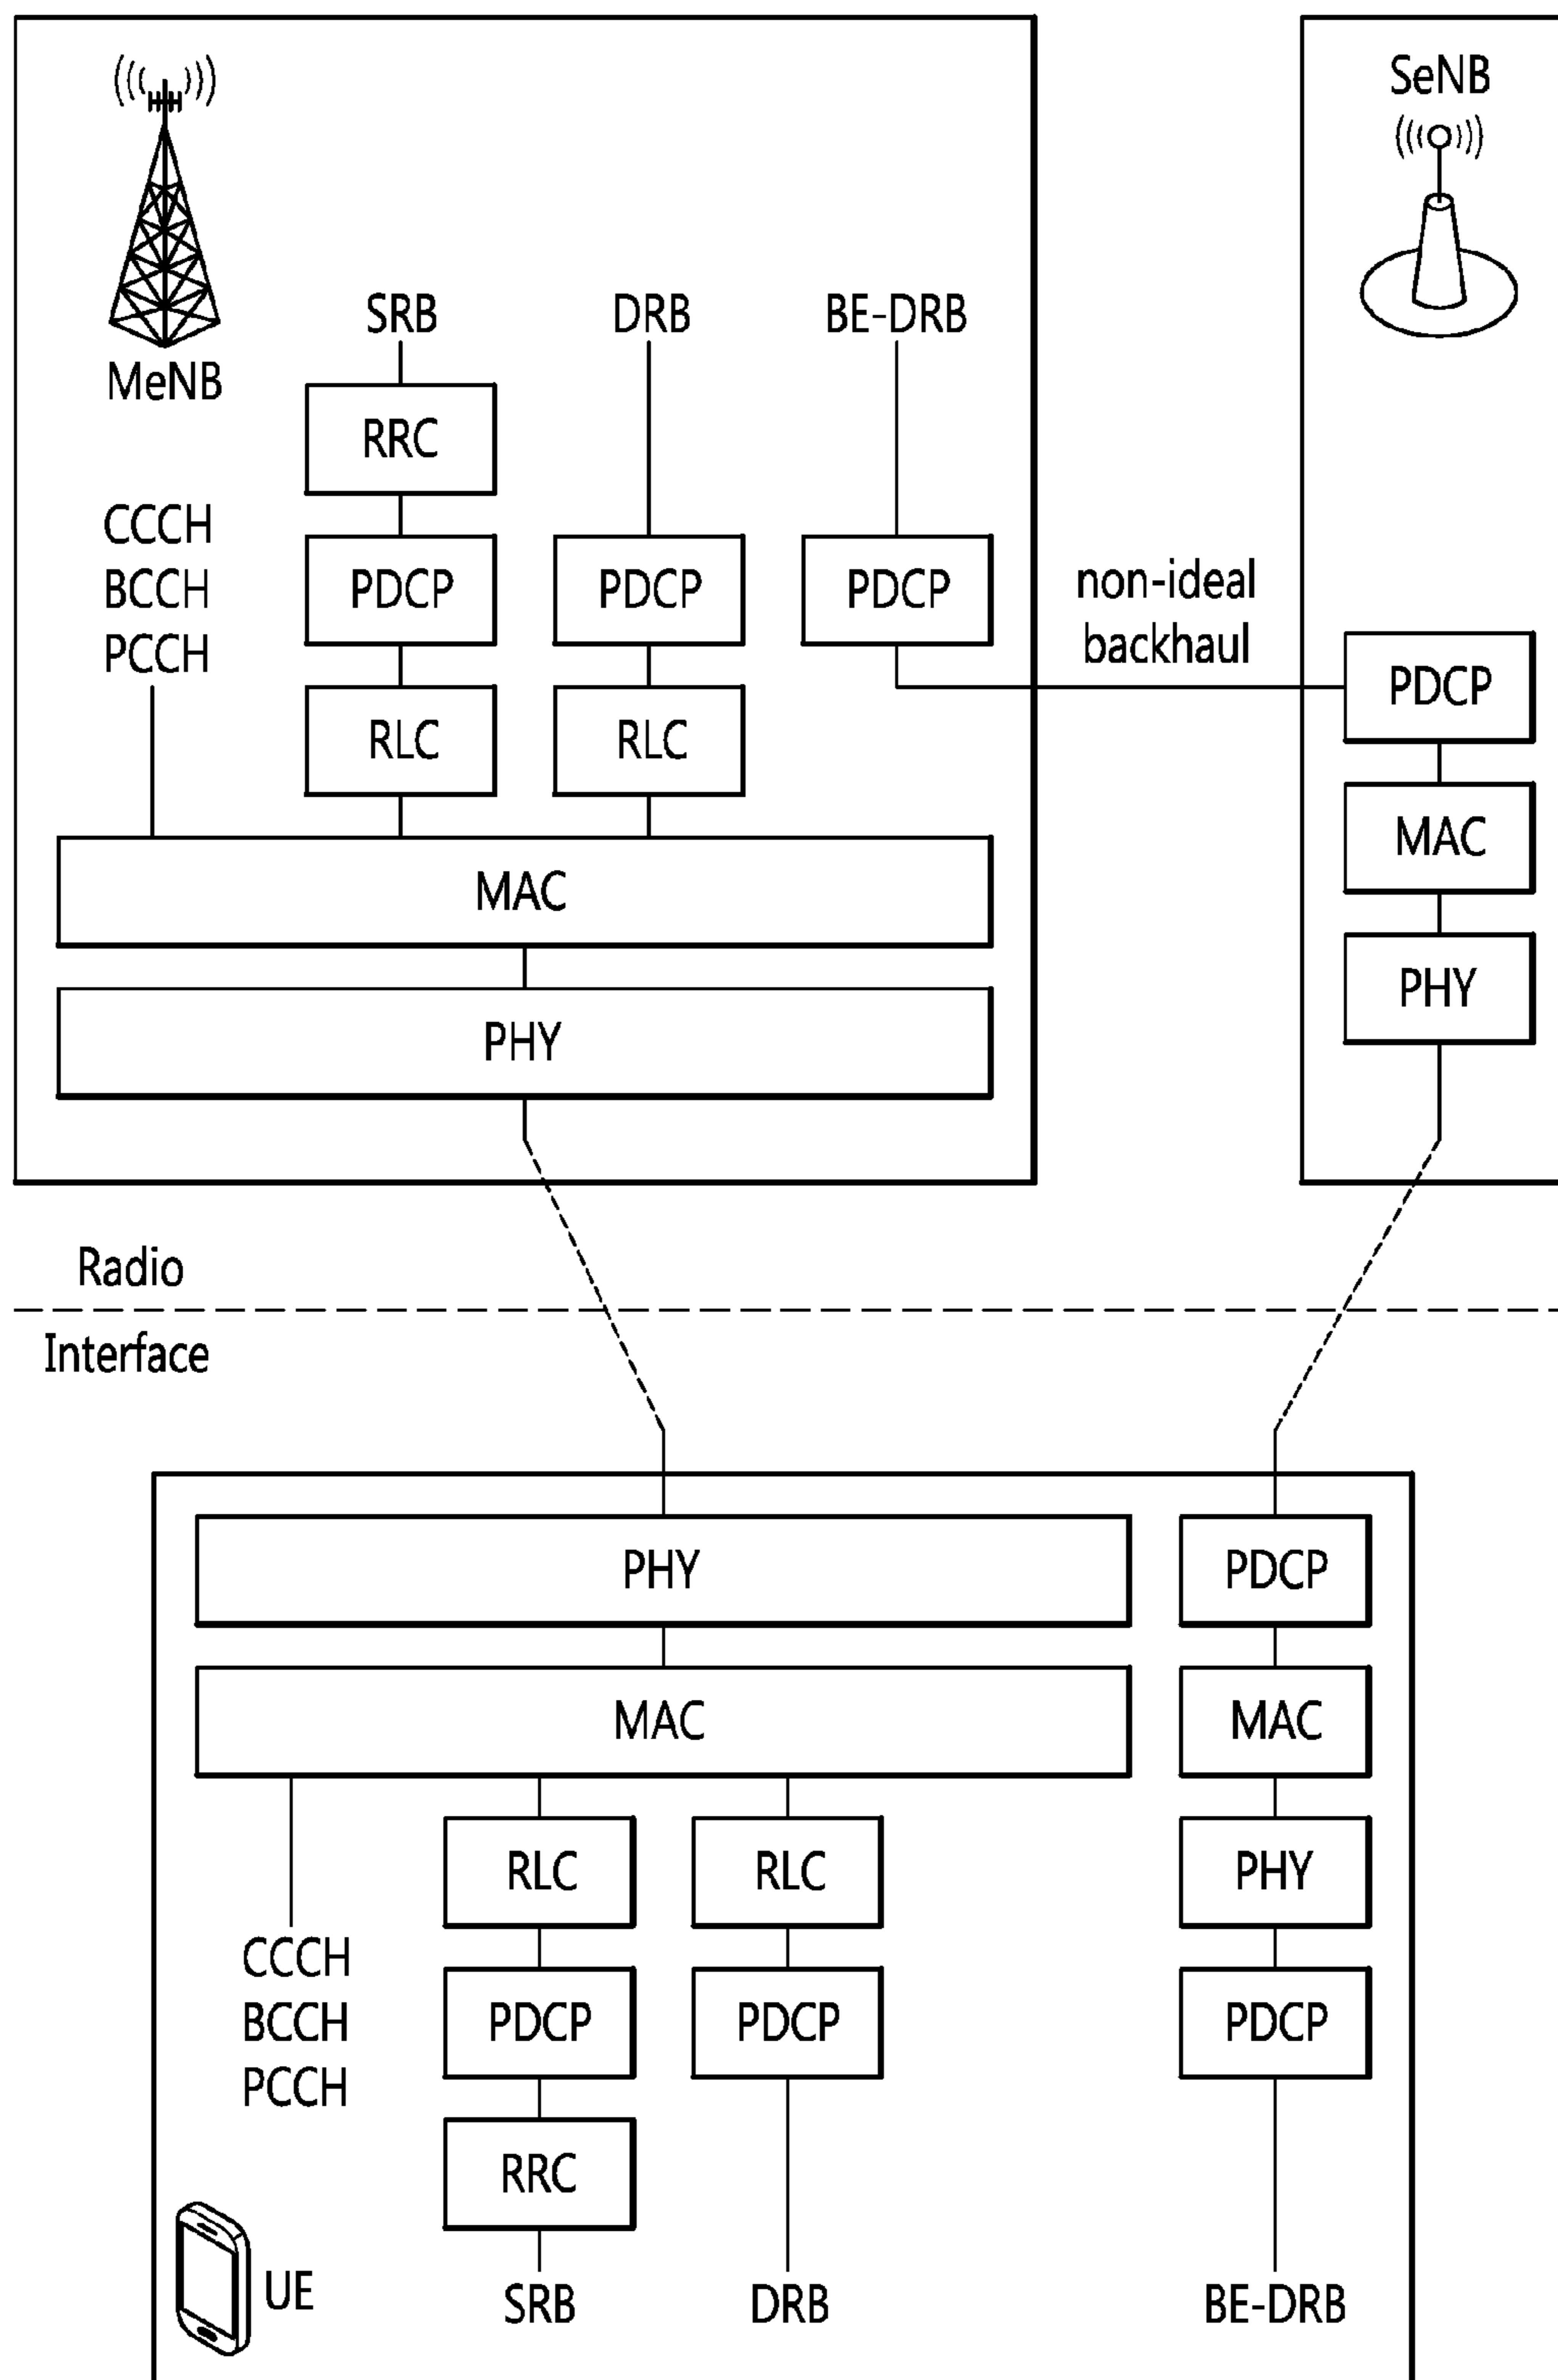 SeNB
MeNB
SRB
DRB
BE-DRB
RRC
CCCH
BCCH
PCCH
PDCP
PDCP
PDCP
non-ideal
backhaul
RLC
RLC
PDCP
MAC
MAC
PHY
PHY
Radio
Interface
PHY
PDCP
MAC
MAC
RLC
RLC
PHY
CCCH
BCCH
PCCH
PDCP
PDCP
PDCP
RRC
UE
SRB
DRB
BE-DRB